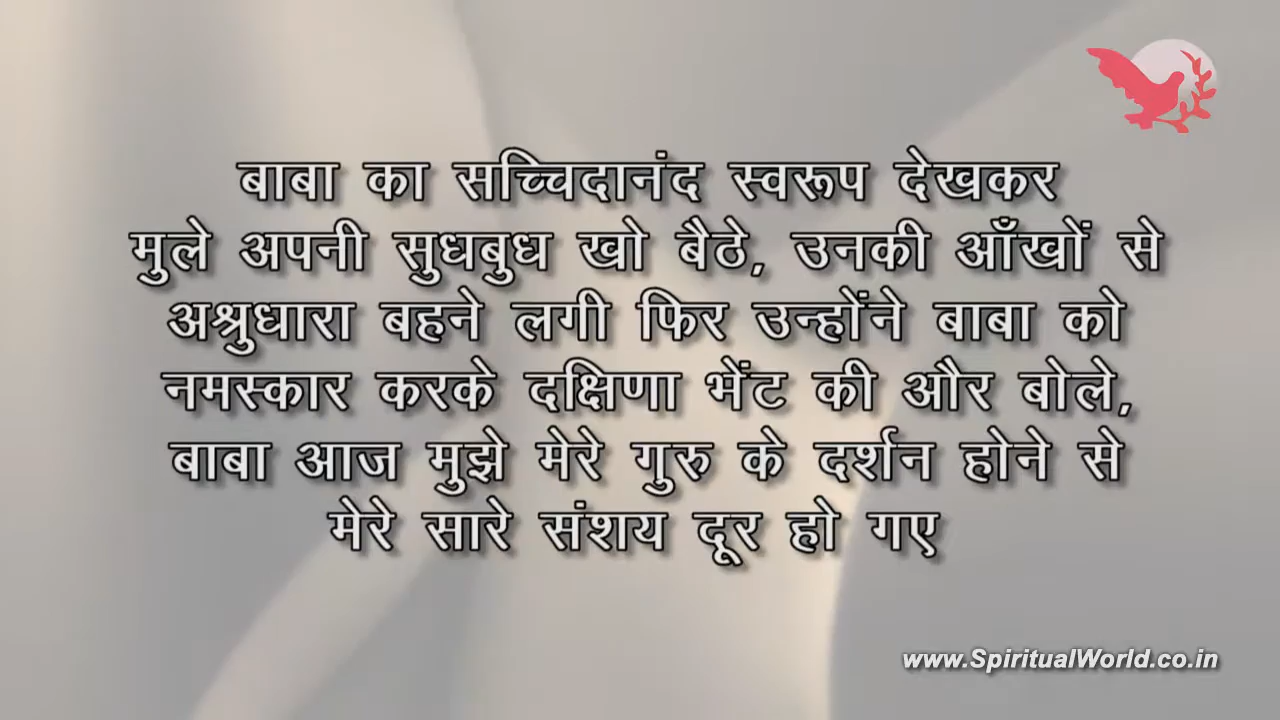 बाबा का सच्चिदानंद स्वरूप देखकर
मुले अपनी सुधबुध खो बैठे, उनकी आँखों से
अश्रुधारा बहने लगी फिर उन्होंने बाबा को
नमस्कार करके दक्षिणा भेंट की और बोले,
बाबा आज मुझे मेरे गुरु के दर्शन होने से
मेरे सारे संशय दूर हो गए
www.SpiritualWorld.co.in